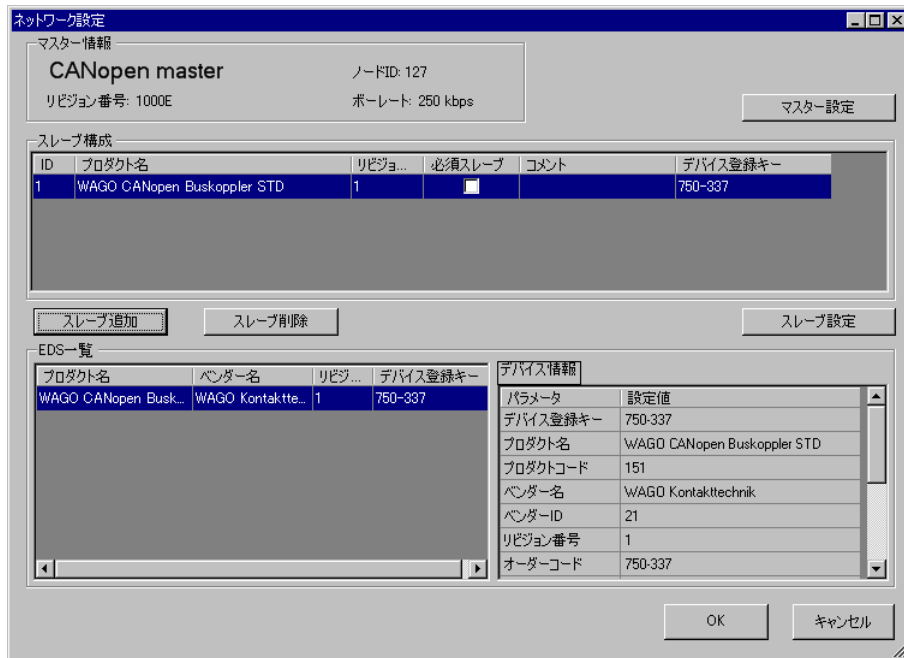 ネットワーク設定
マスター情報
CANopen master
ノードID: 127
リビジョン番号: 1000E
ボーレート: 250 kbps
マスター設定
スレーブ構成
ID プロダクト名 リビジョ... 必須スレーブ コメント デバイス登録キー
1 WAGO CANopen Buskoppler STD 1 750-337
スレーブ追加
スレーブ削除
スレーブ設定
EDS一覧
プロダクト名 ベンダー名 リビジ... デバイス登録キー
WAGO CANopen Busk... WAGO Kontaktte... 1 750-337
デバイス情報
パラメータ 設定値
デバイス登録キー 750-337
プロダクト名 WAGO CANopen Buskoppler STD
プロダクトコード 151
ベンダー名 WAGO Kontakttechnik
ベンダーID 21
リビジョン番号 1
オーダーコード 750-337
OK
キャンセル